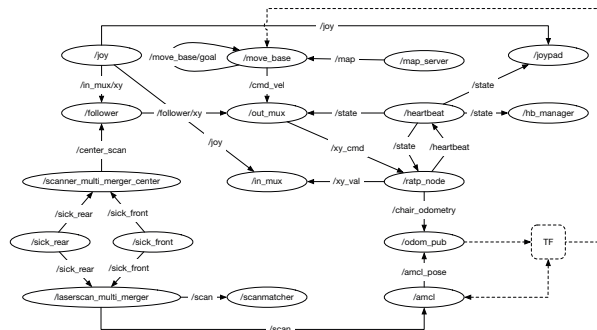 /joy
/joy
/move_base/goal
/move_base
/map
/map_server
/joypad
/in_mux/xy
/cmd_vel
/state
/follower
/follower/xy
/out_mux
/state
/heartbeat
/state
/hb_manager
/center_scan
/joy
/xy_cmd
/state
/heartbeat
/scanner_multi_merger_center
/in_mux
/xy_val
/ratp_node
/sick_rear
/sick_front
/chair_odometry
/sick_rear
/sick_front
/odom_pub
TF
/sick_rear
/sick_front
/amcl_pose
/laserscan_multi_merger
/scan
/scanmatcher
/amcl
/scan